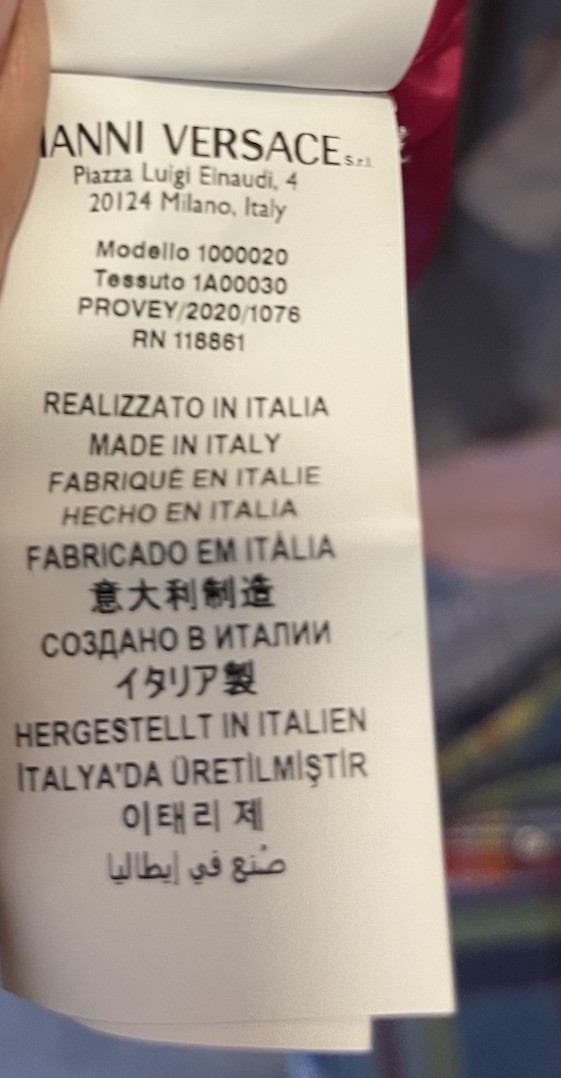 IANNI VERSACE S.r.l.
Piazza Luigi Einaudi, 4
20124 Milano, Italy
Modello 1000020
Tessuto 1A00030
PROVEY/2020/1076
RN 118861
REALIZZATO IN ITALIA
MADE IN ITALY
FABRIQUÉ EN ITALIE
HECHO EN ITALIA
FABRICADO EM ITÁLIA
意大利制造
СОЗДАНО В ИТАЛИИ
イタリア製
HERGESTELLT IN ITALIEN
İTALYA'DA ÜRETİLMİŞTİR
이태리 제
صُنع في إيطاليا